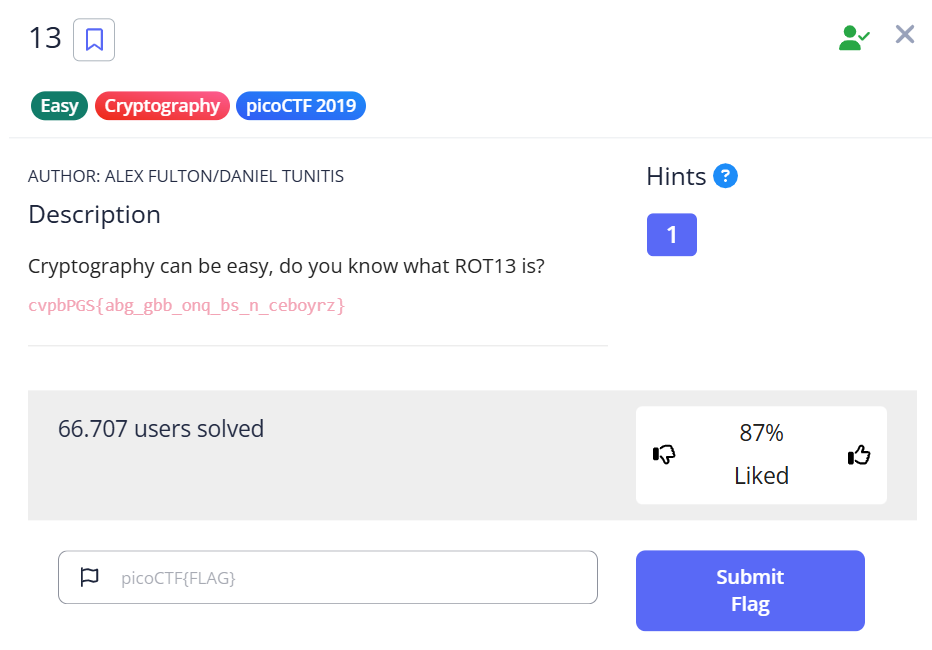 13
Easy Cryptography picoCTF 2019
AUTHOR: ALEX FULTON/DANIEL TUNITIS
Description
Cryptography can be easy, do you know what ROT13 is?
cvpbPGS{abg_gbb_onq_bs_n_ceboyrz}
Hints ?
1
66.707 users solved
87%
Liked
picoCTF{FLAG}
Submit
Flag